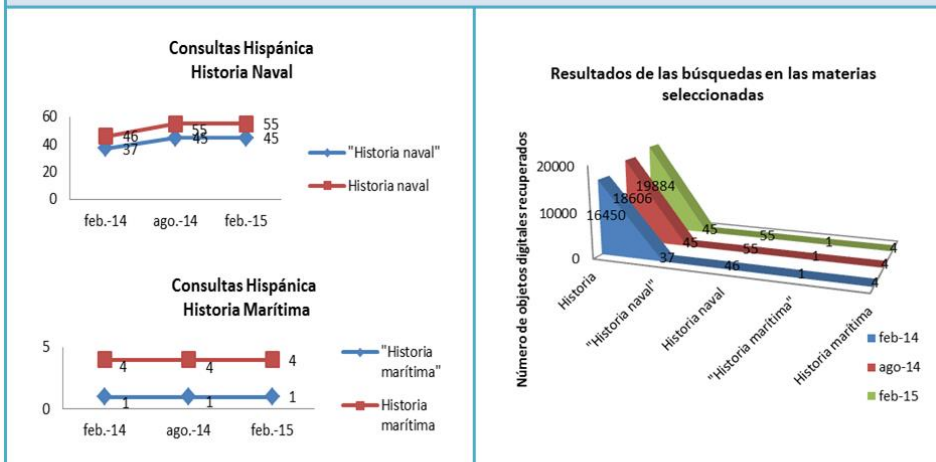 Consultas Hispánica
Historia Naval
60
40
20
0
46
55
55
37
45
45
feb.-14
ago.-14
feb.-15
"Historia naval"
Historia naval
Consultas Hispánica
Historia Marítima
5
0
4
4
4
1
1
1
feb.-14
ago.-14
feb.-15
"Historia
marítima"
Historia
marítima
Resultados de las búsquedas en las materias
seleccionadas
Número de objetos digitales recuperados
20000
10000
0
19884
18606
16450
45
55
1
4
45
55
1
4
37
46
1
4
Historia
"Historia naval"
Historia naval
"Historia marítima"
Historia marítima
feb-14
ago-14
feb-15